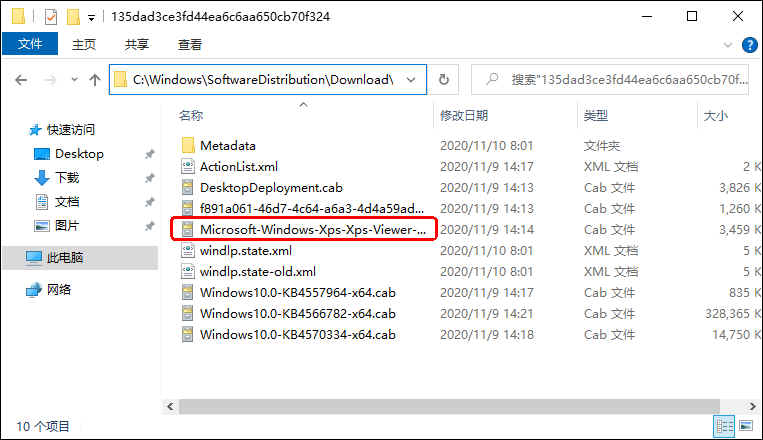 135dad3ce3fd44ea6c6aa650cb70f324
文件 主页 共享 查看
C:\Windows\SoftwareDistribution\Download\ 搜索"135dad3ce3fd44ea6c6aa650cb70f...
名称 修改日期 类型 大小
快速访问
Desktop
下载
文档
图片
此电脑
网络
Metadata 2020/11/10 8:01 文件夹
ActionList.xml 2020/11/9 14:17 XML 文档 2 K
DesktopDeployment.cab 2020/11/9 14:13 Cab 文件 3,826 K
f891a061-46d7-4c64-a6a3-4d4a59ad... 2020/11/9 14:13 Cab 文件 1,260 K
Microsoft-Windows-Xps-Xps-Viewer-... 2020/11/9 14:14 Cab 文件 3,459 K
windlp.state.xml 2020/11/10 8:01 XML 文档 5 K
windlp.state-old.xml 2020/11/10 8:01 XML 文档 5 K
Windows10.0-KB4557964-x64.cab 2020/11/9 14:17 Cab 文件 835 K
Windows10.0-KB4566782-x64.cab 2020/11/9 14:21 Cab 文件 328,365 K
Windows10.0-KB4570334-x64.cab 2020/11/9 14:18 Cab 文件 14,750 K
10 个项目